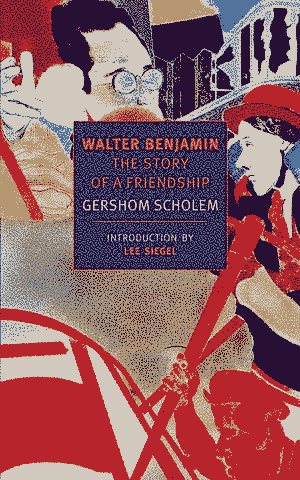 WALTER BENJAMIN
THE STORY
OF A FRIENDSHIP
GERSHOM SCHOLEM
INTRODUCTION BY
LEE SIEGEL